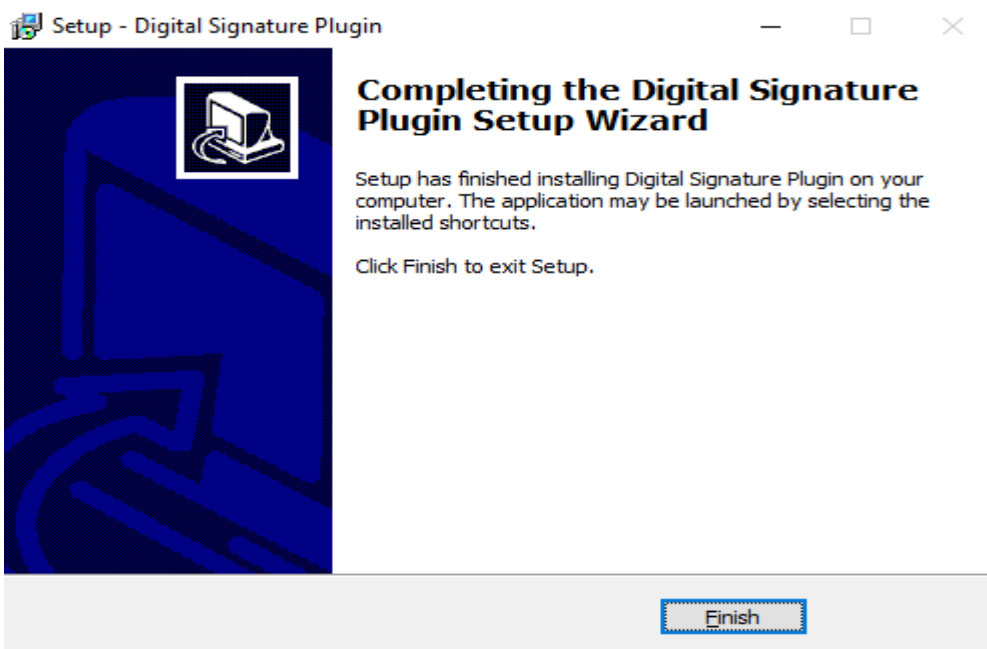 Setup - Digital Signature Plugin
Completing the Digital Signature
Plugin Setup Wizard
Setup has finished installing Digital Signature Plugin on your
computer. The application may be launched by selecting the
installed shortcuts.
Click Finish to exit Setup.
Finish